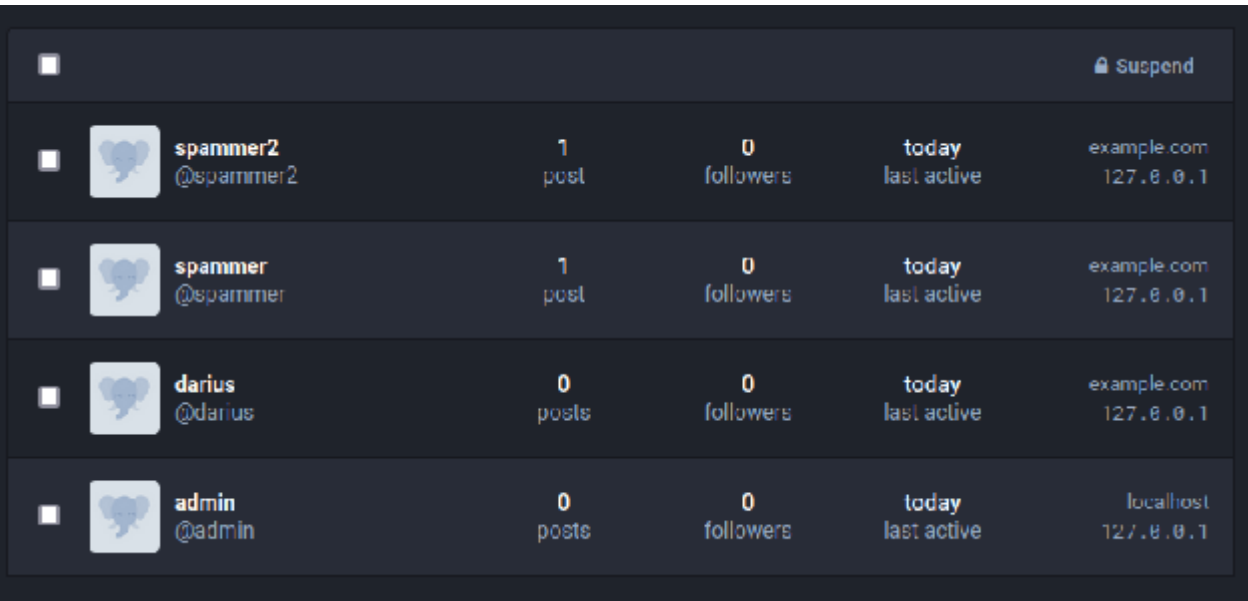 Suspend
spammer2 1 0 today example.com
@spammer2 post followers last active 127.0.0.1
spammer 1 0 today example.com
@spammer post followers last active 127.0.0.1
darius 0 0 today example.com
@darius posts followers last active 127.0.0.1
admin 0 0 today localhost
@admin posts followers last active 127.0.0.1